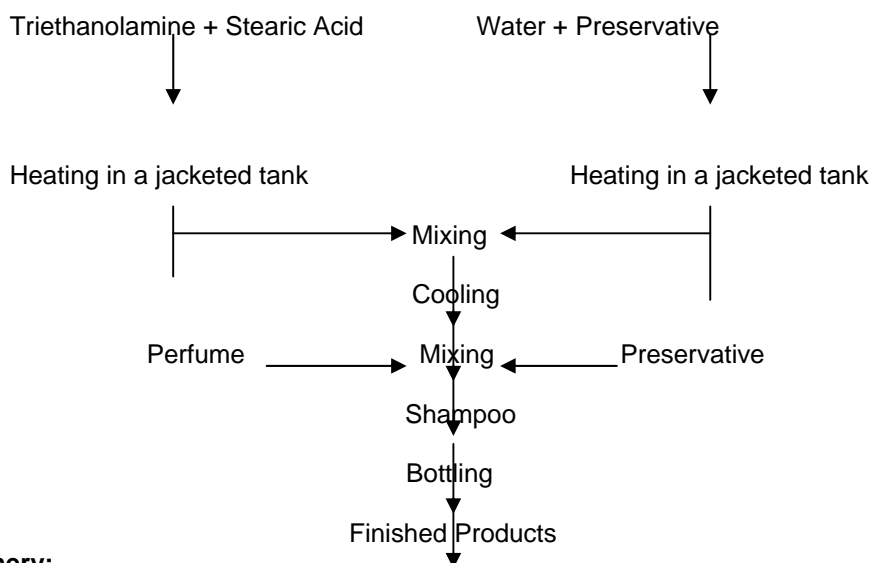 Triethanolamine + Stearic Acid Water + Preservative
Heating in a jacketed tank Heating in a jacketed tank
Mixing
Cooling
Perfume Mixing Preservative
Shampoo
Bottling
Finished Products